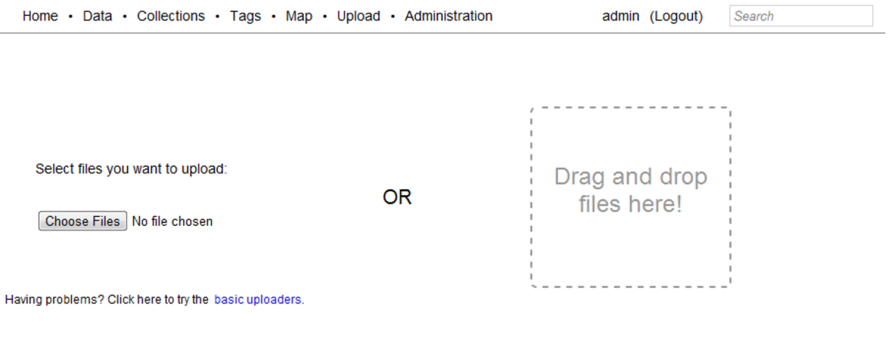 Home • Data • Collections • Tags • Map • Upload • Administration admin (Logout) Search
Select files you want to upload:
OR
Choose Files No file chosen
Drag and drop
files here!
Having problems? Click here to try the basic uploaders.